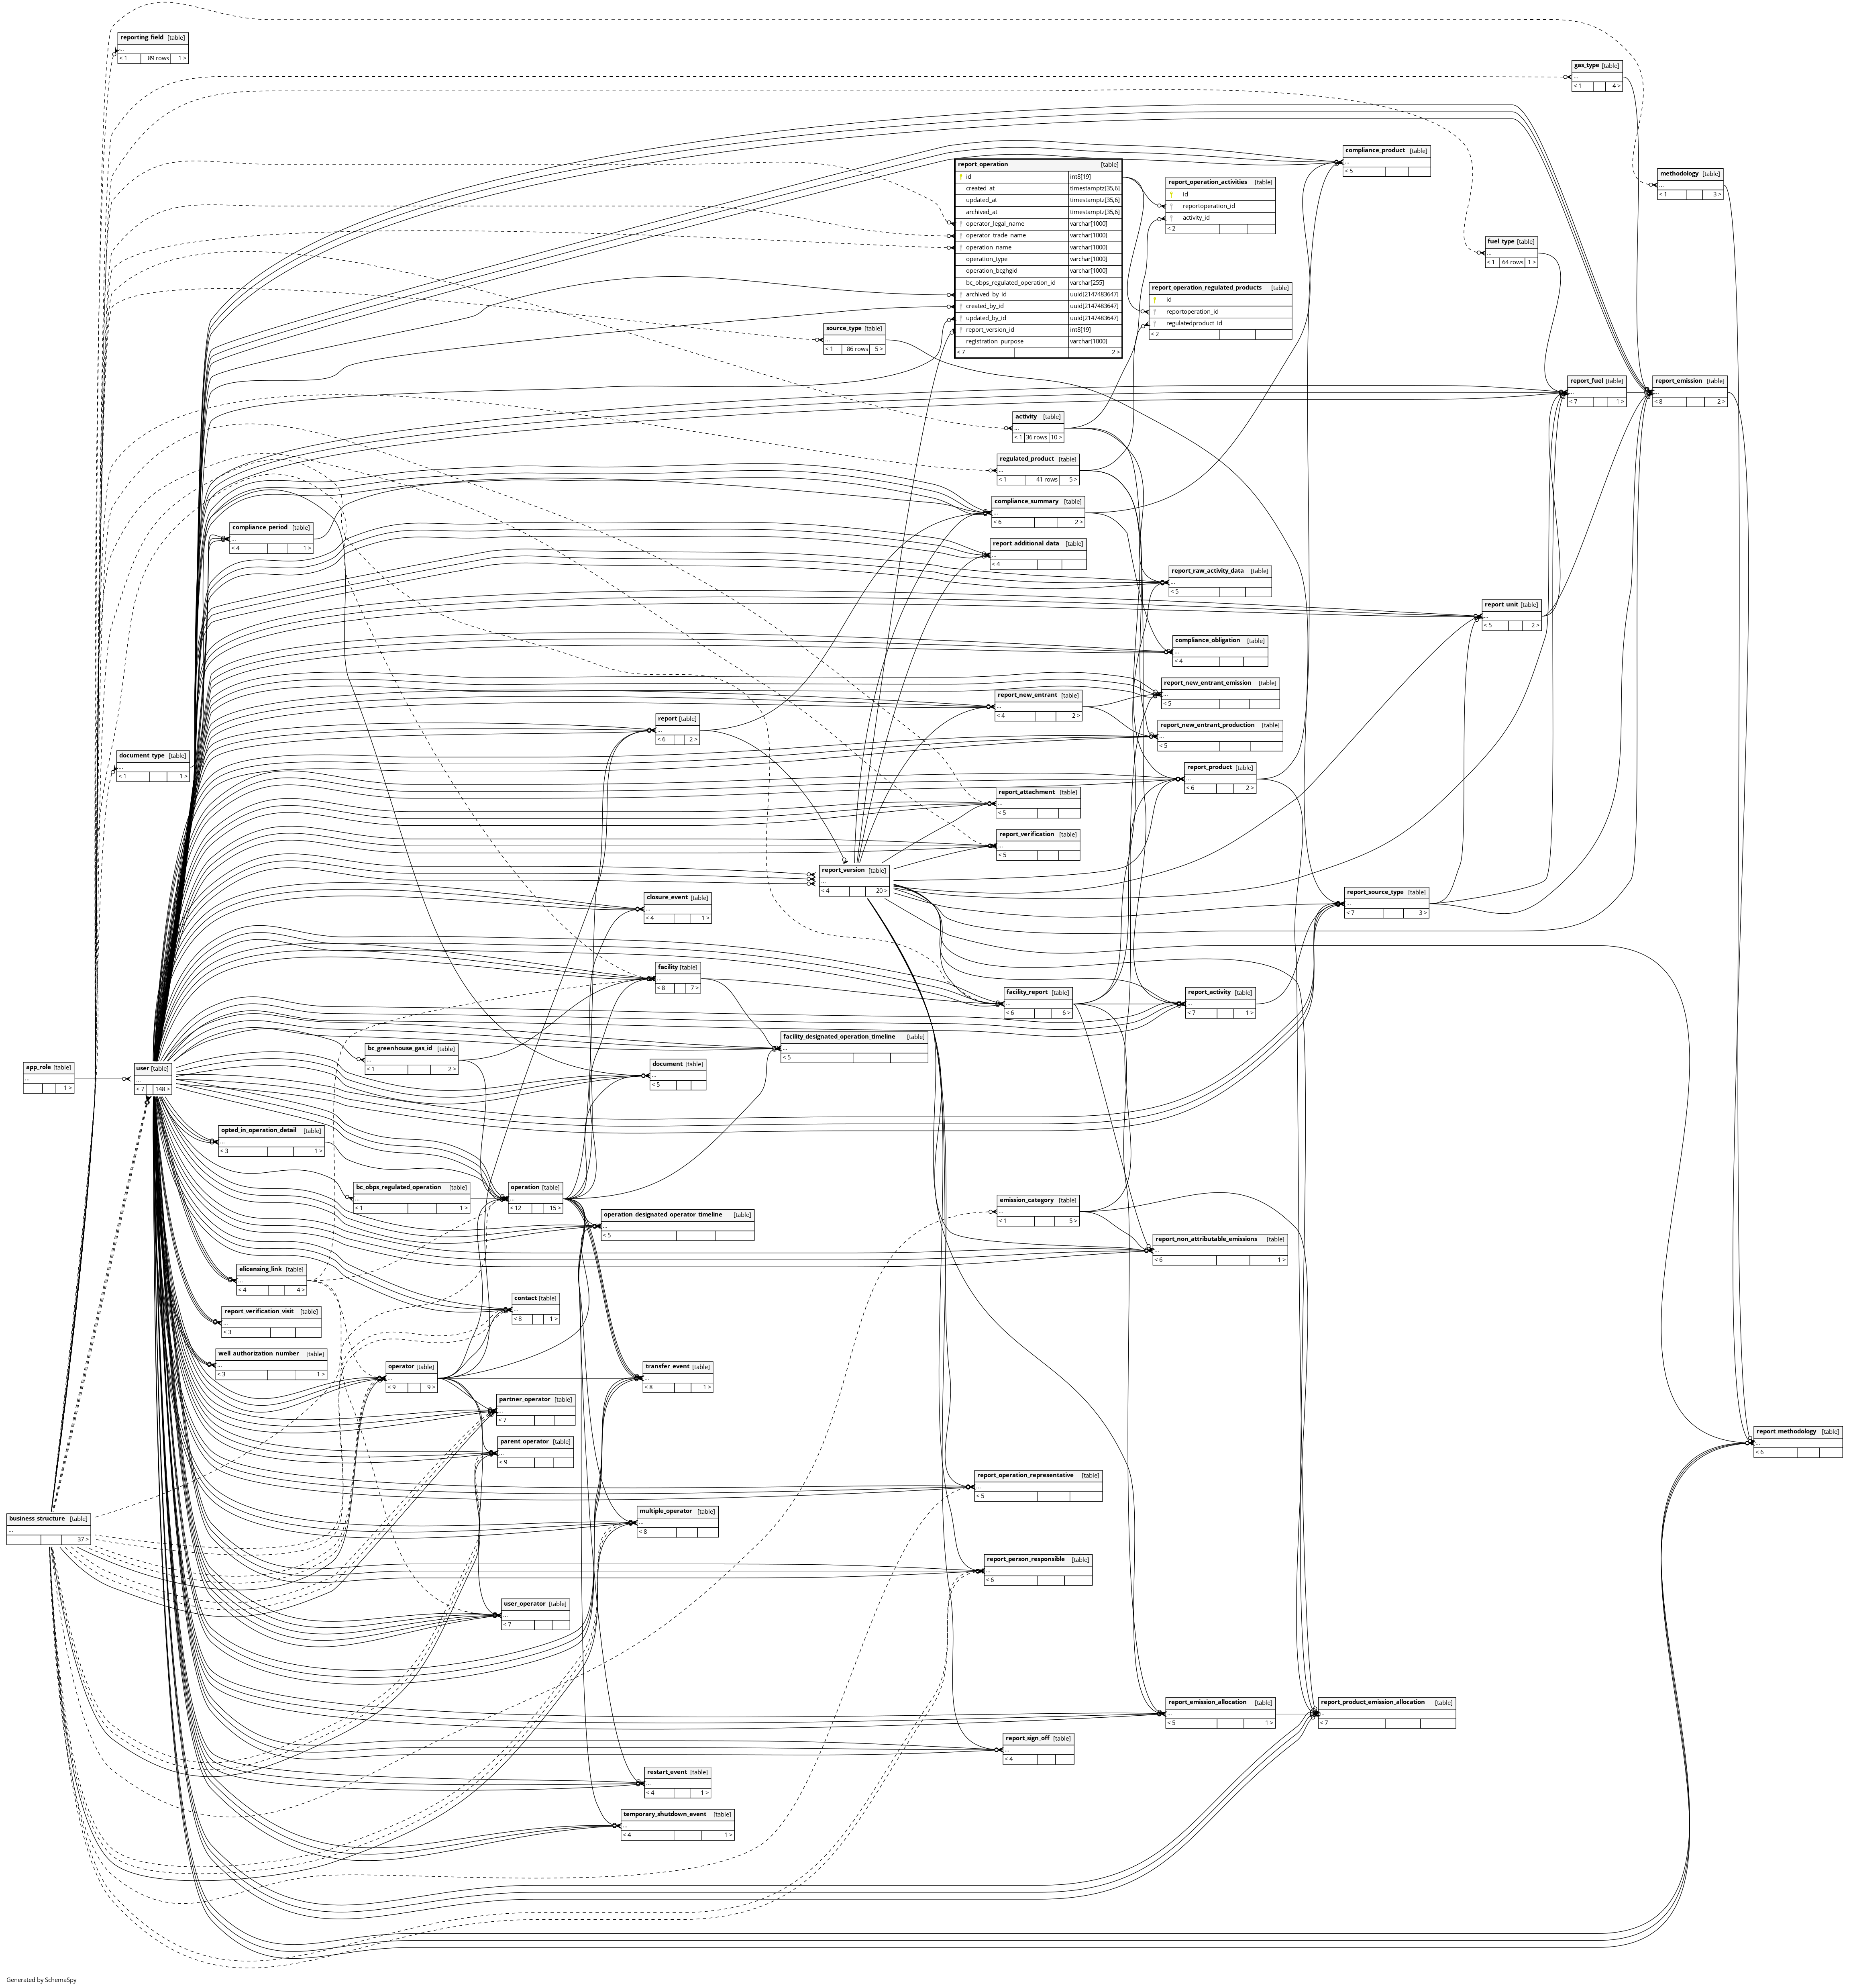 reporting_field [table]
...
< 1 89 rows 1 >
gas_type [table]
...
< 1 4 >
compliance_product [table]
...
< 5
methodology [table]
...
< 1 3 >
report_operation [table]
id int8[19]
created_at timestamptz[35,6]
updated_at timestamptz[35,6]
archived_at timestamptz[35,6]
operator_legal_name varchar[1000]
operator_trade_name varchar[1000]
operation_name varchar[1000]
operation_type varchar[1000]
operation_bcghgid varchar[1000]
bc_obps_regulated_operation_id varchar[255]
archived_by_id uuid[2147483647]
created_by_id uuid[2147483647]
updated_by_id uuid[2147483647]
report_version_id int8[19]
registration_purpose varchar[1000]
< 7 2 >
report_operation_activities [table]
id
reportoperation_id
activity_id
< 2
fuel_type [table]
...
< 1 64 rows 1 >
report_operation_regulated_products [table]
id
reportoperation_id
regulatedproduct_id
< 2
source_type [table]
...
< 1 86 rows 5 >
report_fuel [table]
...
< 7 1 >
report_emission [table]
...
< 8 2 >
activity [table]
...
< 1 36 rows 10 >
regulated_product [table]
...
< 1 41 rows 5 >
compliance_summary [table]
...
< 6 2 >
compliance_period [table]
...
< 4 1 >
report_additional_data [table]
...
< 4
report_raw_activity_data [table]
...
< 5
report_unit [table]
...
< 5 2 >
compliance_obligation [table]
...
< 4
report_new_entrant_emission [table]
...
< 5
report_new_entrant [table]
...
< 4 2 >
report [table]
...
< 6 2 >
report_new_entrant_production [table]
...
< 5
document_type [table]
...
< 1 1 >
report_product [table]
...
< 6 2 >
report_attachment [table]
...
< 5
report_verification [table]
...
< 5
report_version [table]
...
< 4 20 >
report_source_type [table]
...
< 7 3 >
closure_event [table]
...
< 4 1 >
facility [table]
...
< 8 7 >
facility_report [table]
...
< 6 6 >
report_activity [table]
...
< 7 1 >
facility_designated_operation_timeline [table]
...
< 5
bc_greenhouse_gas_id [table]
...
< 1 2 >
document [table]
...
< 5
app_role [table]
...
1 >
user [table]
...
< 7 148 >
opted_in_operation_detail [table]
...
< 3 1 >
bc_obps_regulated_operation [table]
...
< 1 1 >
operation [table]
...
< 12 15 >
emission_category [table]
...
< 1 5 >
operation_designated_operator_timeline [table]
...
< 5
report_non_attributable_emissions [table]
...
< 6 1 >
elicensing_link [table]
...
< 4 4 >
contact [table]
...
< 8 1 >
report_verification_visit [table]
...
< 3
well_authorization_number [table]
...
< 3 1 >
operator [table]
...
< 9 9 >
transfer_event [table]
...
< 8 1 >
partner_operator [table]
...
< 7
report_methodology [table]
...
< 6
parent_operator [table]
...
< 9
report_operation_representative [table]
...
< 5
business_structure [table]
...
37 >
multiple_operator [table]
...
< 8
report_person_responsible [table]
...
< 6
user_operator [table]
...
< 7
report_emission_allocation [table]
...
< 5 1 >
report_product_emission_allocation [table]
...
< 7
report_sign_off [table]
...
< 4
restart_event [table]
...
< 4 1 >
temporary_shutdown_event [table]
...
< 4 1 >
Generated by SchemaSpy